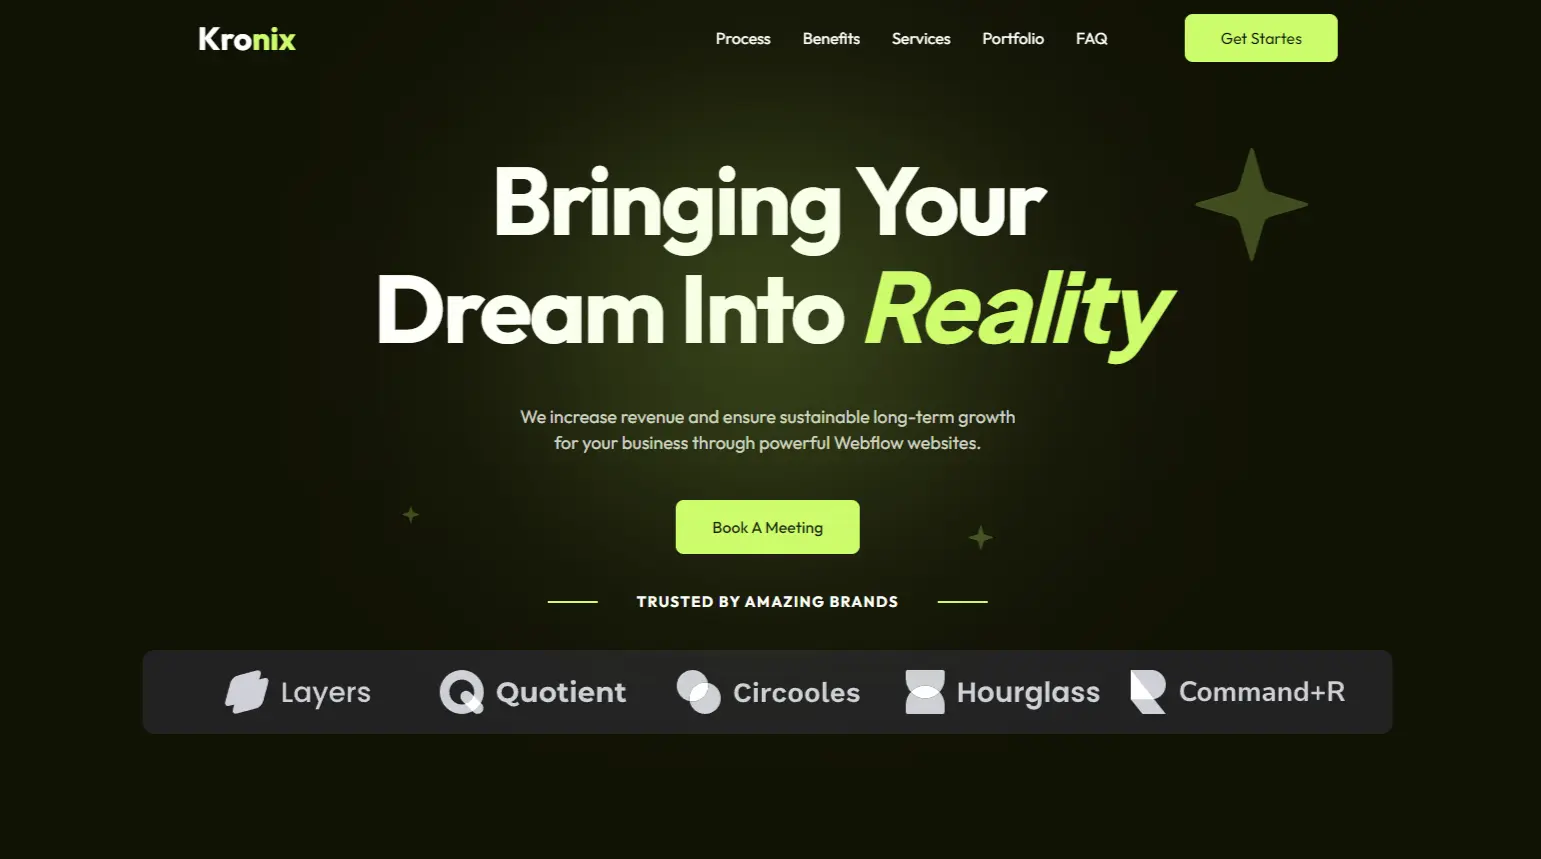 Kronix
Process Benefits Services Portfolio FAQ Get Startes
Bringing Your
Dream Into Reality
We increase revenue and ensure sustainable long-term growth
for your business through powerful Webflow websites.
Book A Meeting
TRUSTED BY AMAZING BRANDS
Layers Quotient Circooles Hourglass Command+R